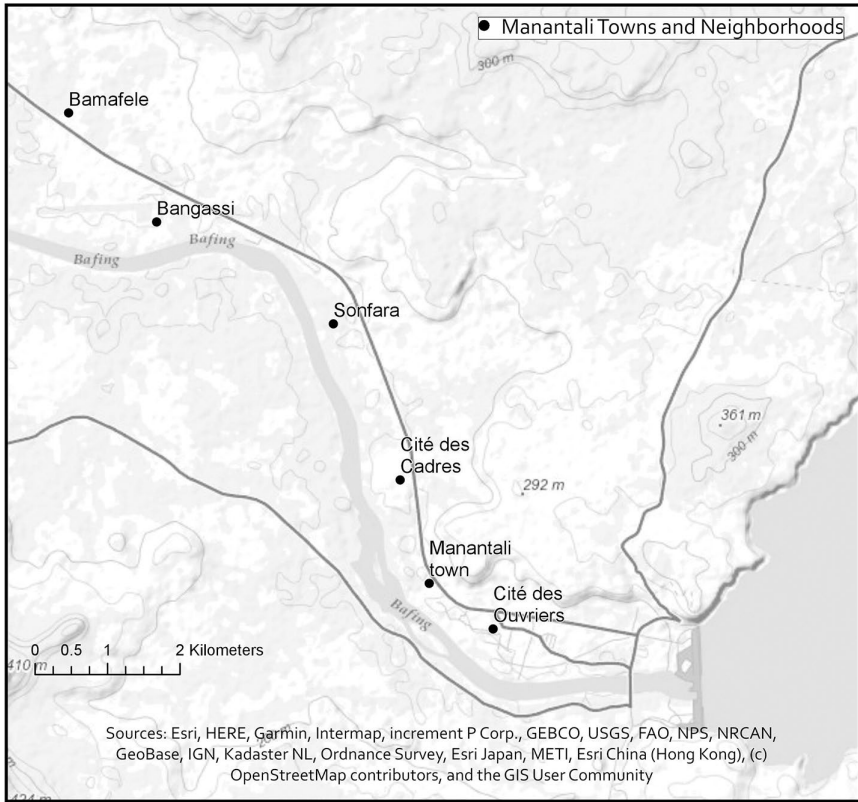 Manantali Towns and Neighborhoods
300 m
Bamafele
Bangassi
Bafing
Bafing
Sonfara
361 m
300 m
Cité des
Cadres
292 m
Manantali
town
Cité des
Ouvriers
Bafing
0 0.5 1 2 Kilometers
410 m
Sources: Esri, HERE, Garmin, Intermap, increment P Corp., GEBCO, USGS, FAO, NPS, NRCAN,
GeoBase, IGN, Kadaster NL, Ordnance Survey, Esri Japan, METI, Esri China (Hong Kong), (c)
OpenStreetMap contributors, and the GIS User Community
424 m